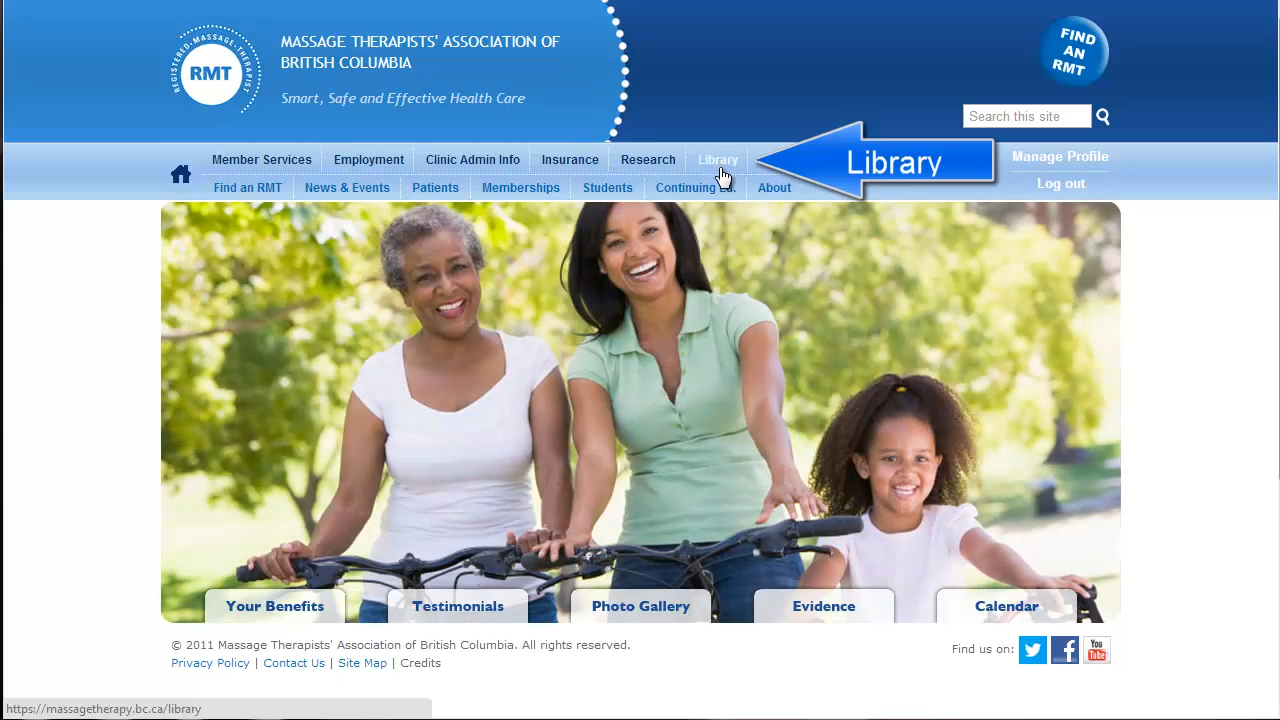 REGISTERED MASSAGE THERAPIST
RMT
MASSAGE THERAPISTS' ASSOCIATION OF
BRITISH COLUMBIA
Smart, Safe and Effective Health Care
FIND
AN
RMT
Search this site
Member Services
Employment
Clinic Admin Info
Insurance
Research
Library
Library
Manage Profile
Find an RMT
News & Events
Patients
Memberships
Students
Continuing Ed.
About
Log out
Your Benefits
Testimonials
Photo Gallery
Evidence
Calendar
© 2011 Massage Therapists' Association of British Columbia. All rights reserved.
Privacy Policy | Contact Us | Site Map | Credits
Find us on:
You
Tube
https://massagetherapy.bc.ca/library